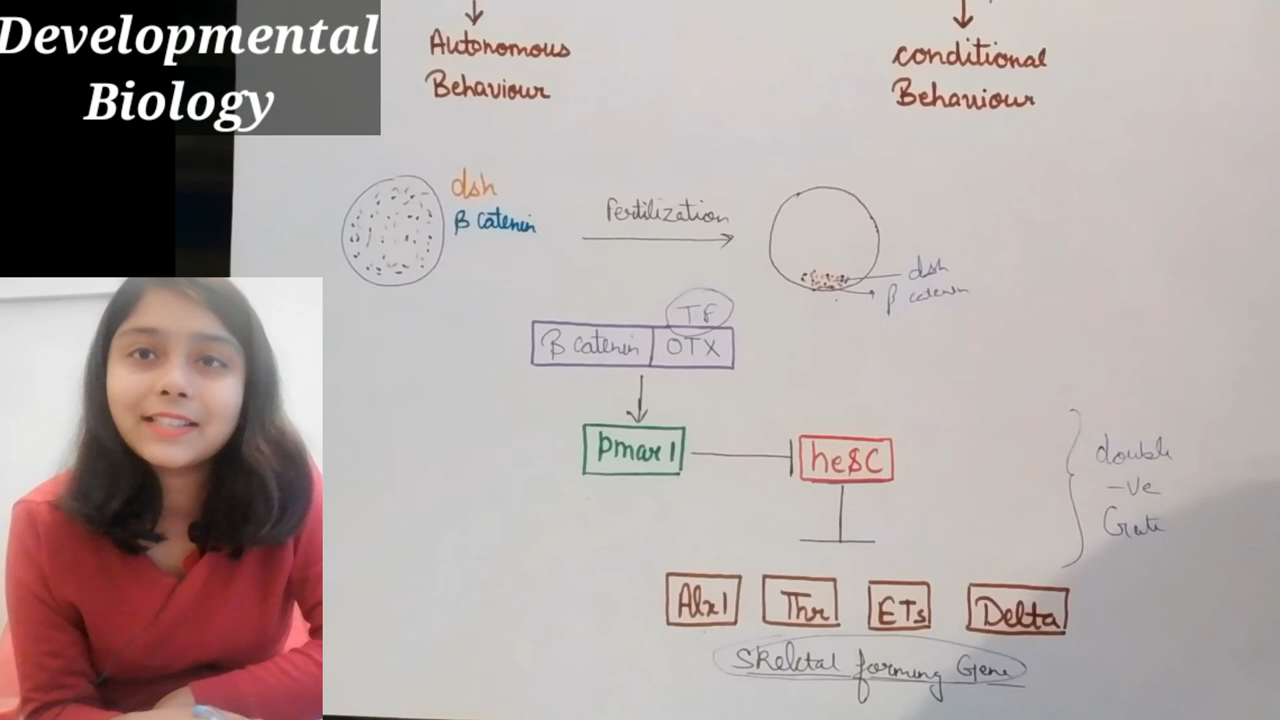 Developmental
Biology
Autonomous
Behaviour
conditional
Behaviour
dsh
β catenin
fertilization
dsh
β catenin
TF
β catenin OTX
Pmar1
hesC
double
-ve
Gate
Alx1 Thr ETs Delta
Skeletal forming Gene